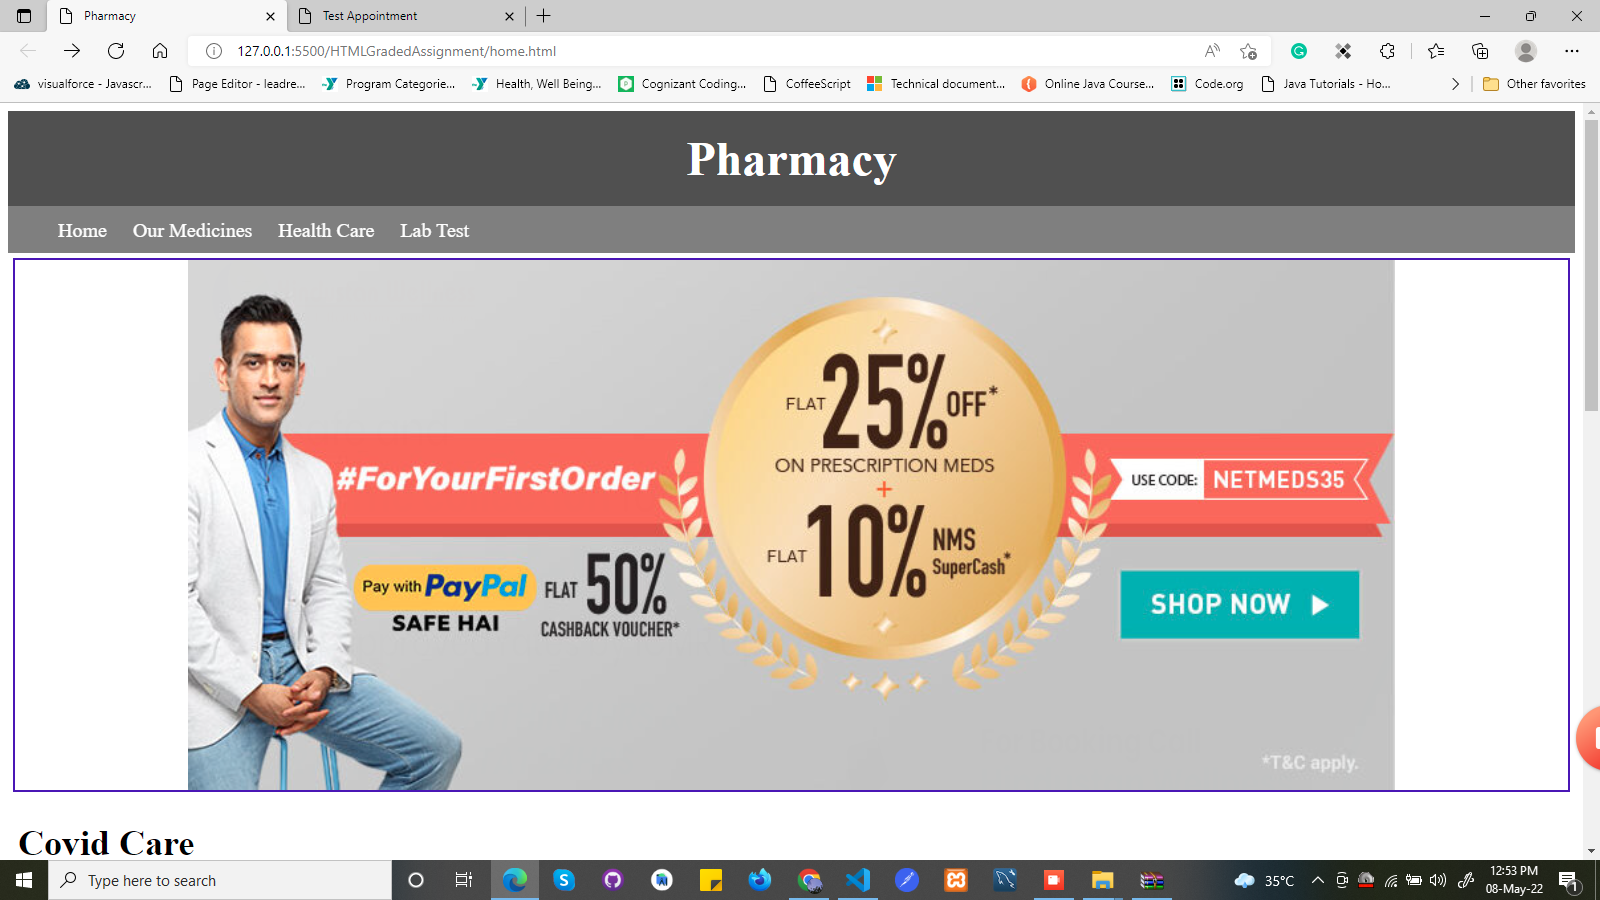 Pharmacy
Test Appointment
127.0.0.1:5500/HTMLGradedAssignment/home.html
visualforce - Javascr...
Page Editor - leadre...
Program Categorie...
Health, Well Being...
Cognizant Coding...
CoffeeScript
Technical document...
Online Java Course...
Code.org
Java Tutorials - Ho...
Other favorites
Pharmacy
Home Our Medicines Health Care Lab Test
FLAT 25% OFF*
ON PRESCRIPTION MEDS
+
FLAT 10% NMS SuperCash*
#ForYourFirstOrder
USE CODE: NETMEDS35
Pay with PayPal
SAFE HAI
FLAT 50%
CASHBACK VOUCHER*
SHOP NOW
*T&C apply.
Covid Care
Type here to search
35°C
12:53 PM
08-May-22
1